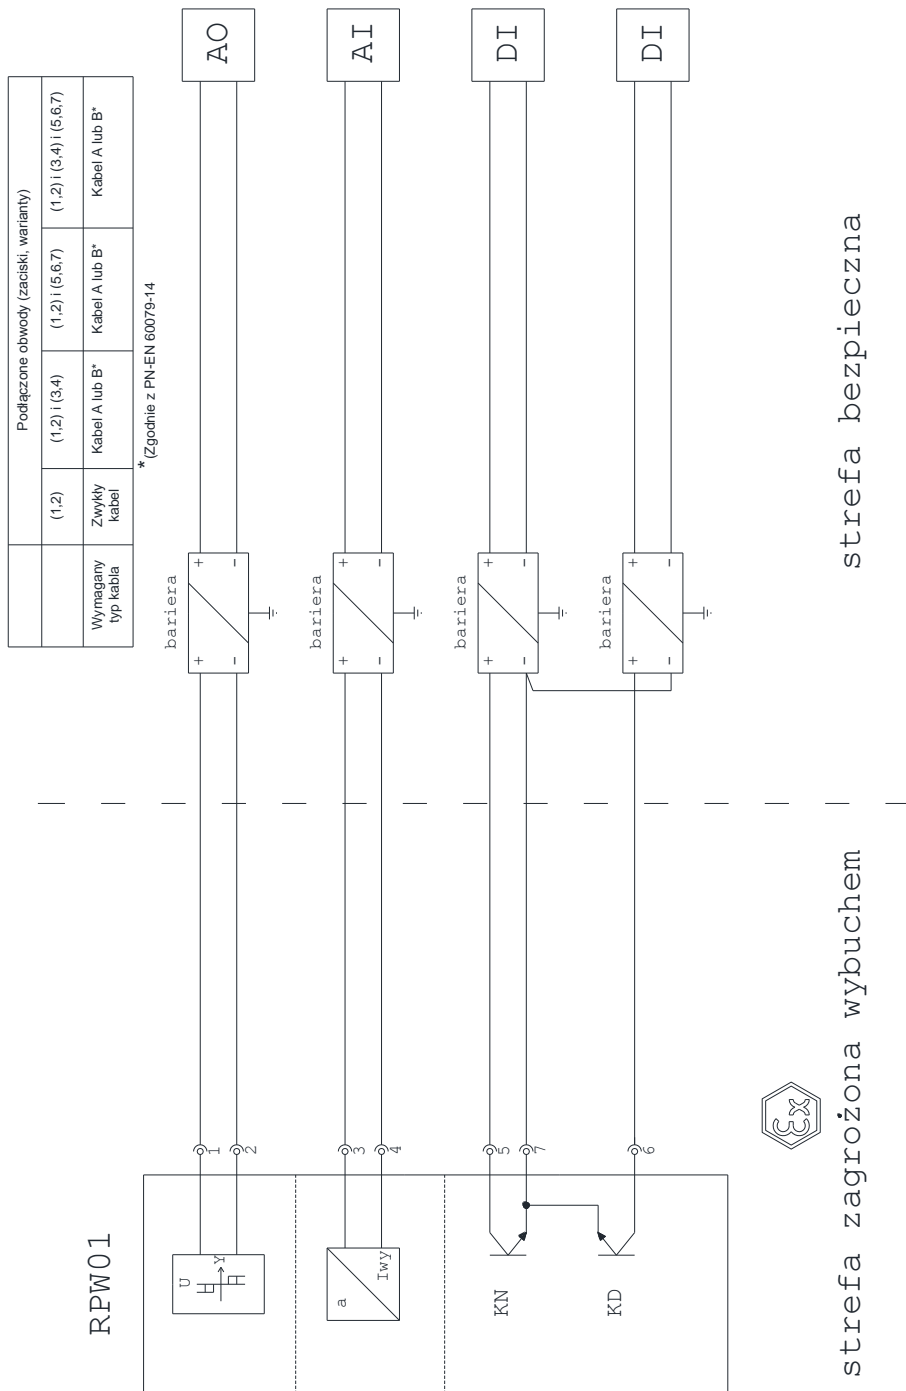 Podłączone obwody (zaciski, warianty)
(1,2)
(1,2) i (3,4)
(1,2) i (5,6,7)
(1,2) i (3,4) i (5,6,7)
Wymagany
typ kabla
Zwykły
kabel
Kabel A lub B*
Kabel A lub B*
Kabel A lub B*
* (Zgodnie z PN-EN 60079-14
RPW01
U
Y
1
2
bariera
+
+
-
-
AO
a
Iwy
3
4
bariera
+
+
-
-
AI
KN
5
7
bariera
+
+
-
-
DI
KD
6
bariera
+
+
-
-
DI
Ex
strefa zagrożona wybuchem
strefa bezpieczna